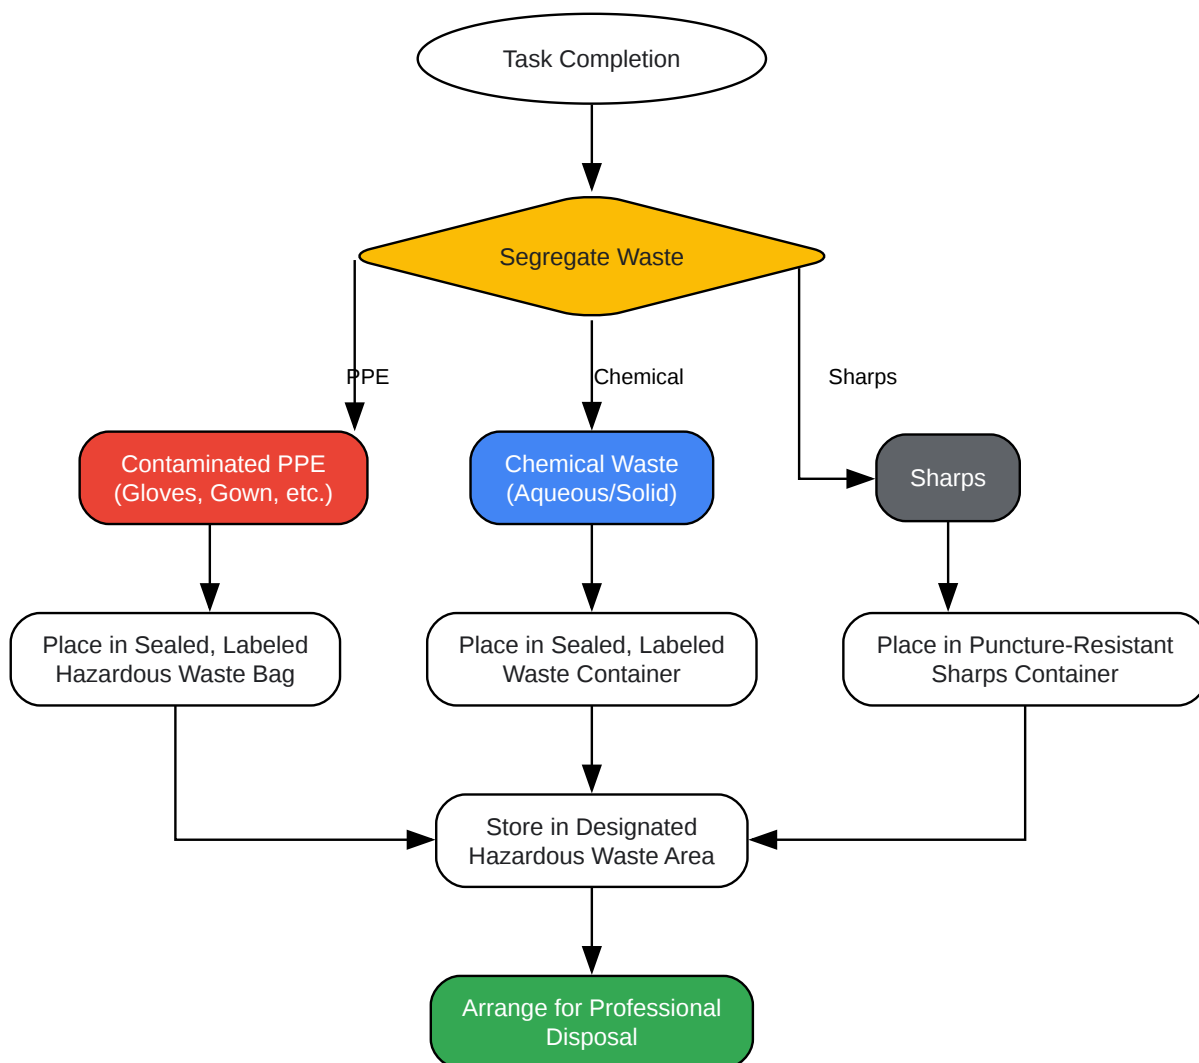 Task Completion
Segregate Waste
PPE
Chemical
Sharps
Contaminated PPE
(Gloves, Gown, etc.)
Chemical Waste
(Aqueous/Solid)
Sharps
Place in Sealed, Labeled
Hazardous Waste Bag
Place in Sealed, Labeled
Waste Container
Place in Puncture-Resistant
Sharps Container
Store in Designated
Hazardous Waste Area
Arrange for Professional
Disposal